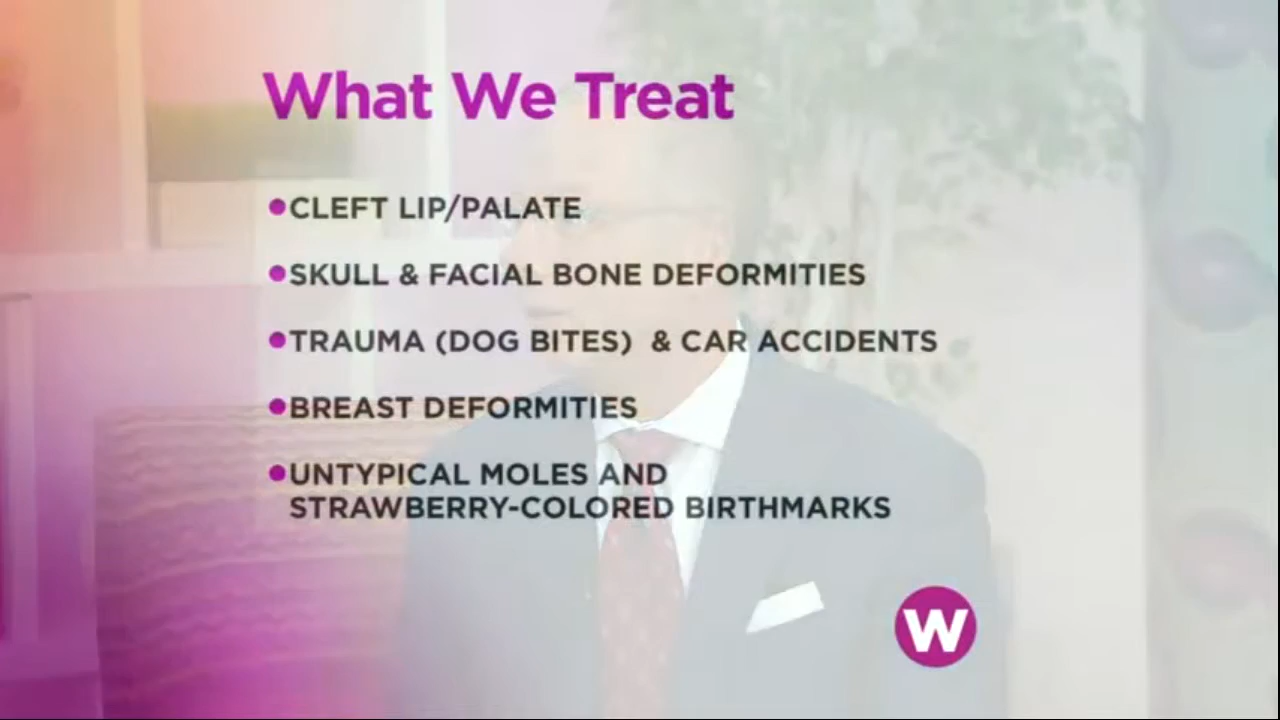 What We Treat
•CLEFT LIP/PALATE
•SKULL & FACIAL BONE DEFORMITIES
•TRAUMA (DOG BITES)  & CAR ACCIDENTS
•BREAST DEFORMITIES
•UNTYPICAL MOLES AND
STRAWBERRY-COLORED BIRTHMARKS
W